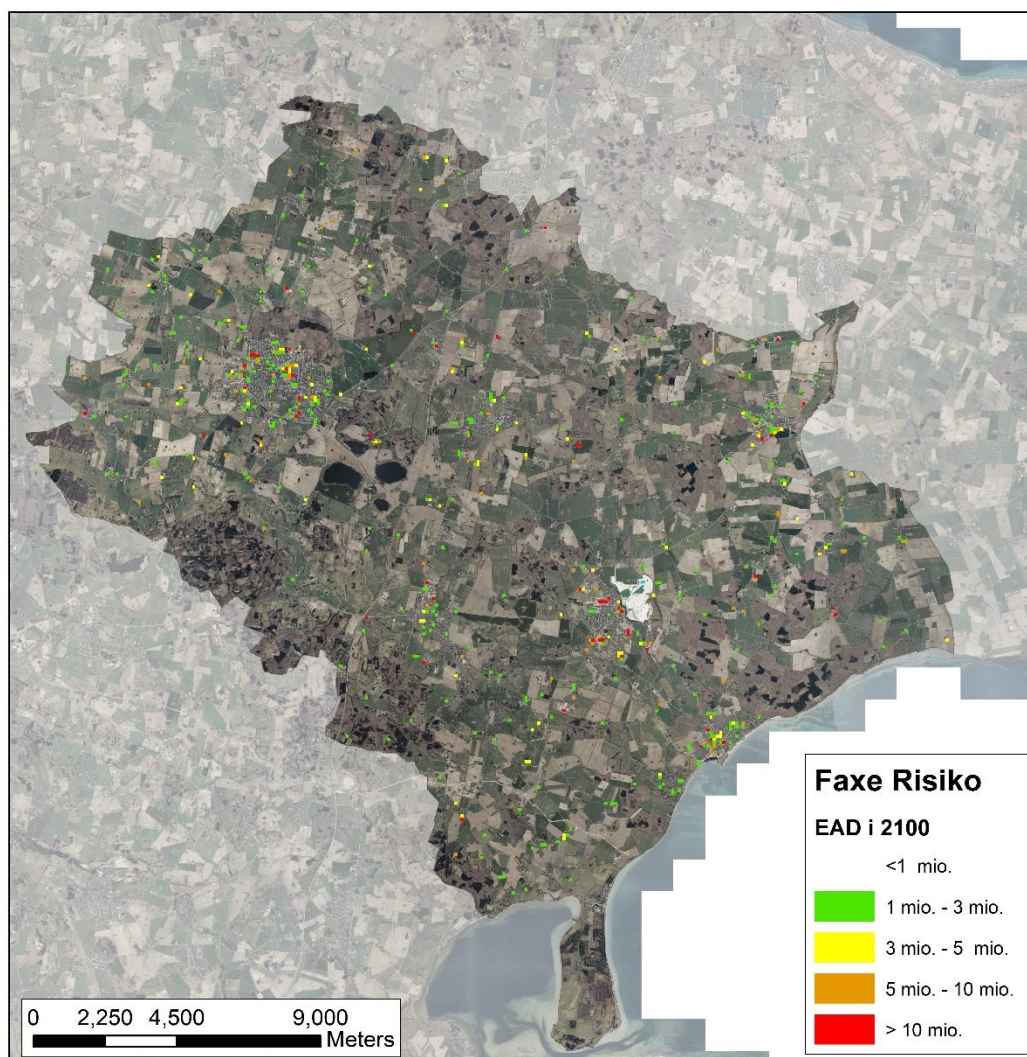 Faxe Risiko
EAD i 2100
<1 mio.
1 mio. - 3 mio.
3 mio. - 5 mio.
5 mio. - 10 mio.
> 10 mio.
0 2,250 4,500 9,000
Meters